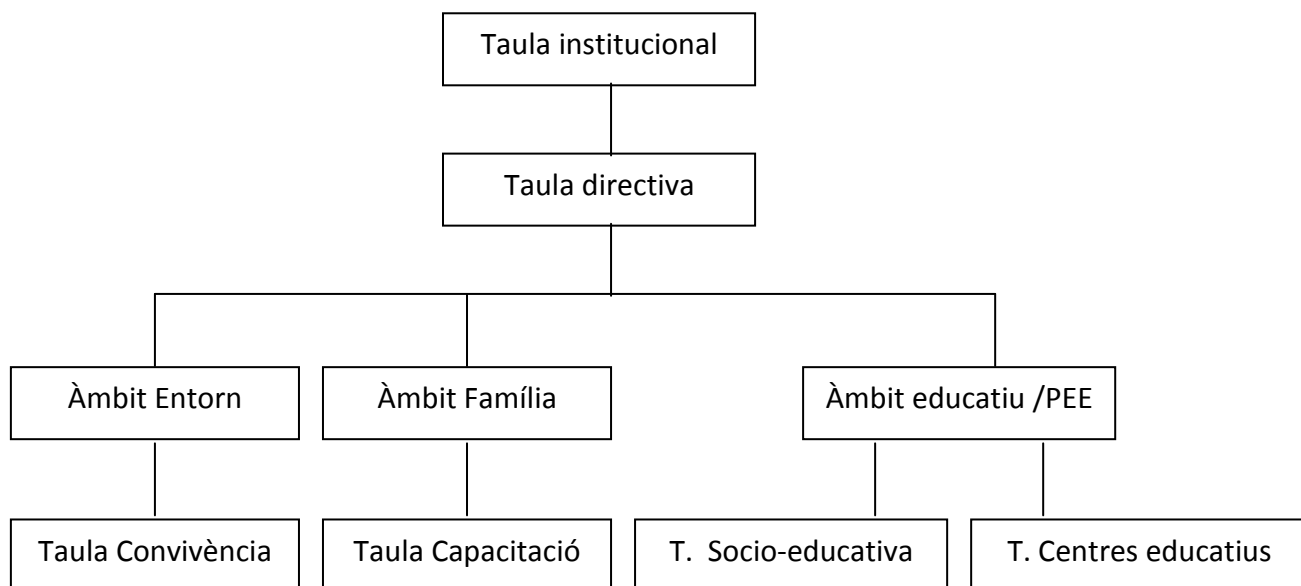 Taula institucional
Taula directiva
Àmbit Entorn
Àmbit Família
Àmbit educatiu /PEE
Taula Convivència
Taula Capacitació
T. Socio-educativa
T. Centres educatius